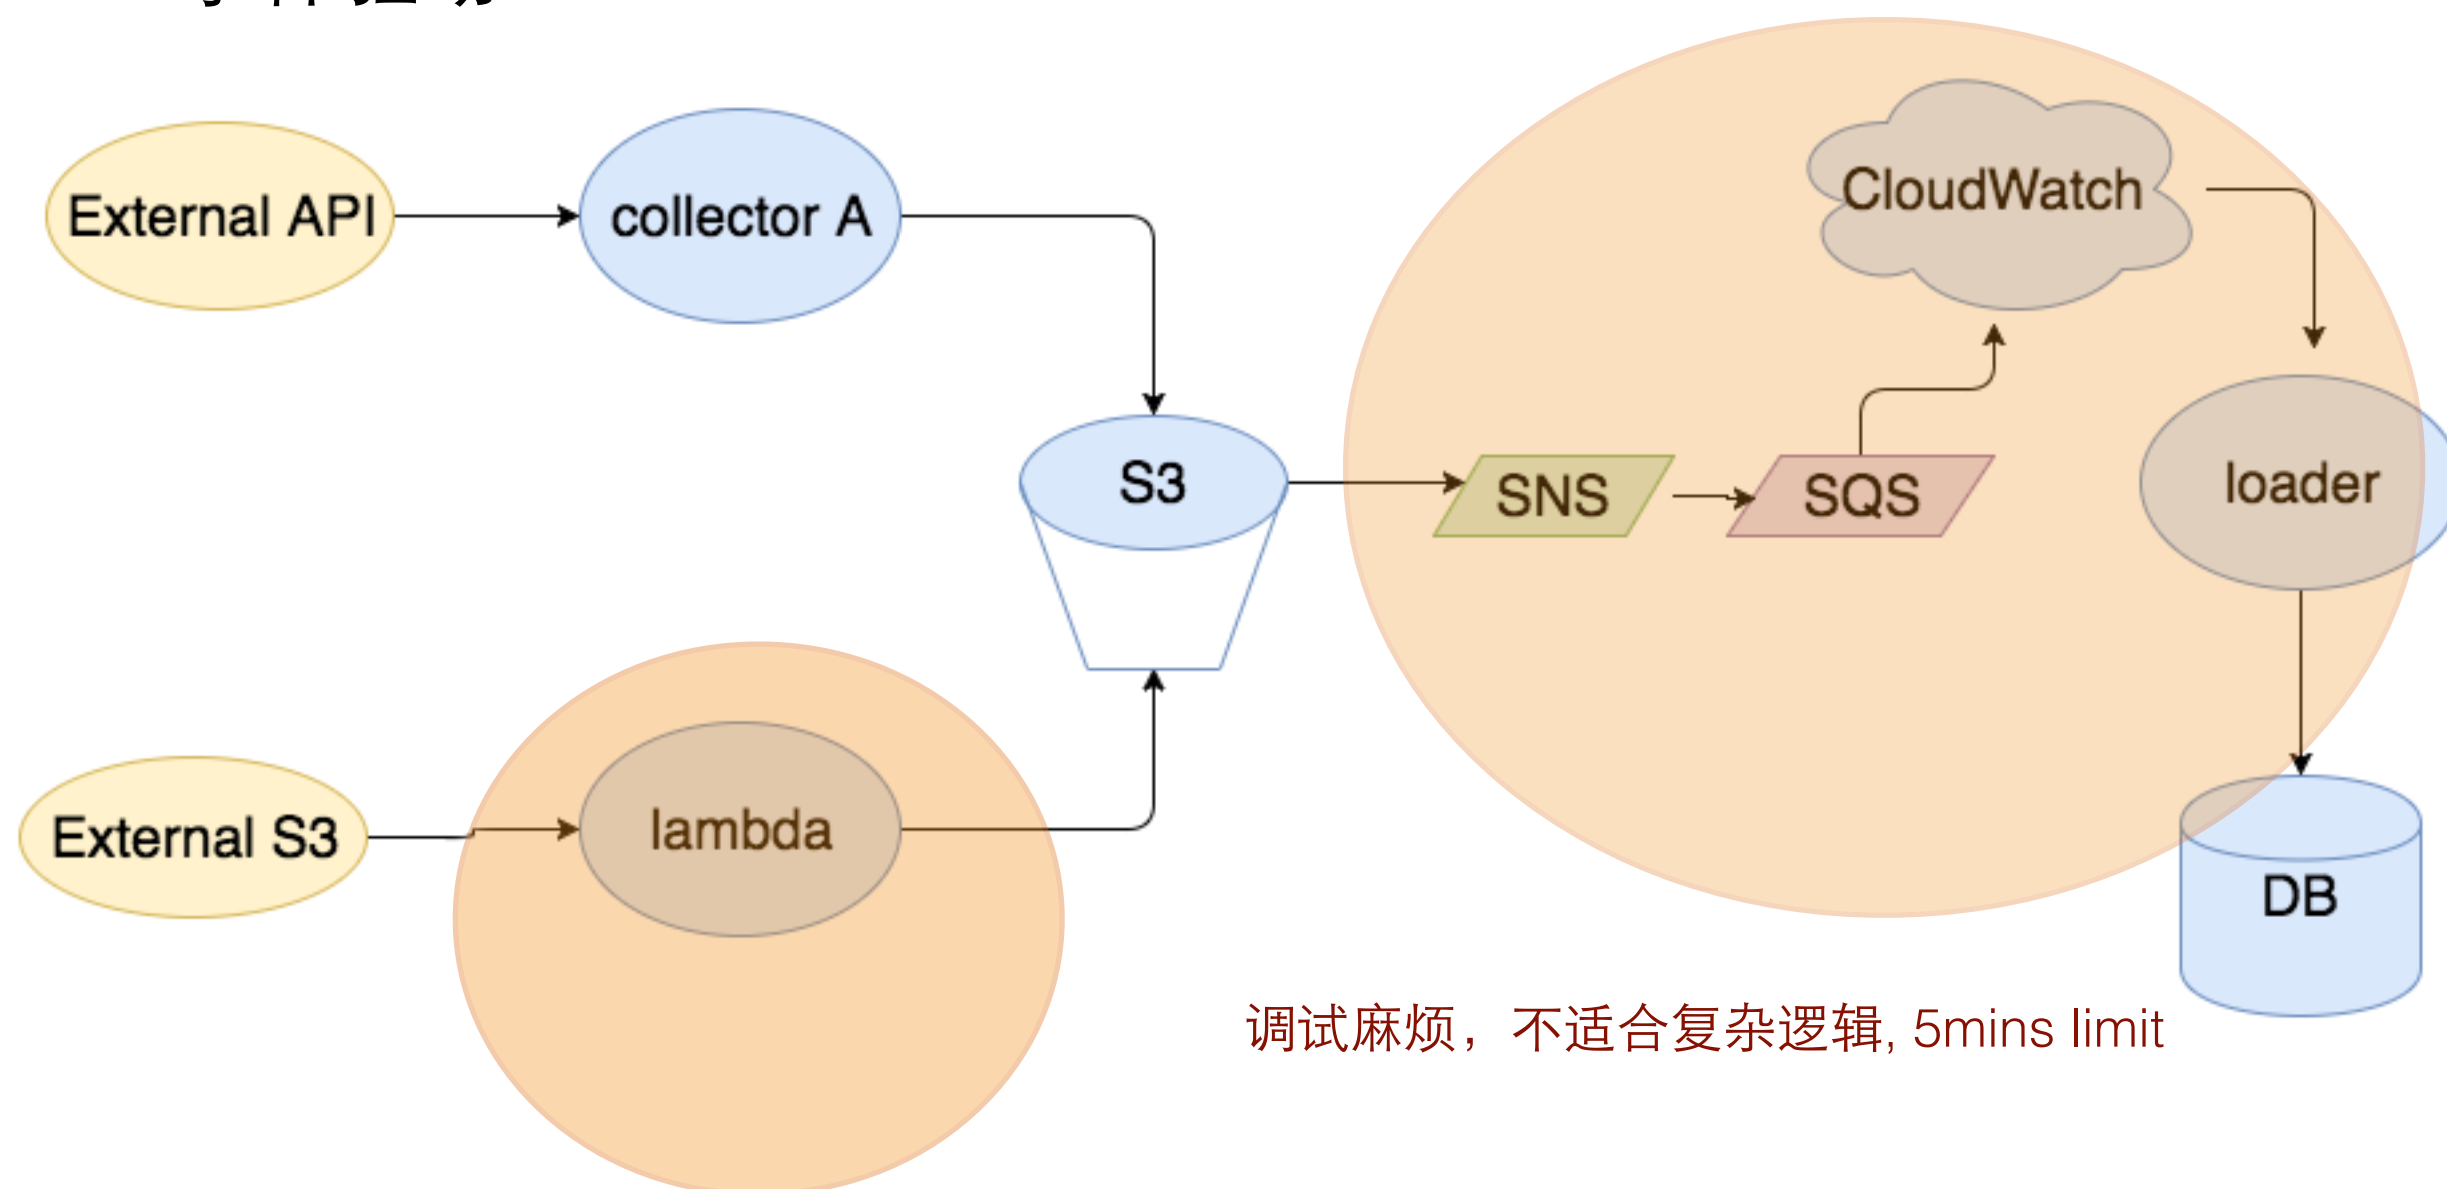 External API
collector A
CloudWatch
S3
SNS
SQS
loader
External S3
lambda
DB
调试麻烦，不适合复杂逻辑, 5mins limit